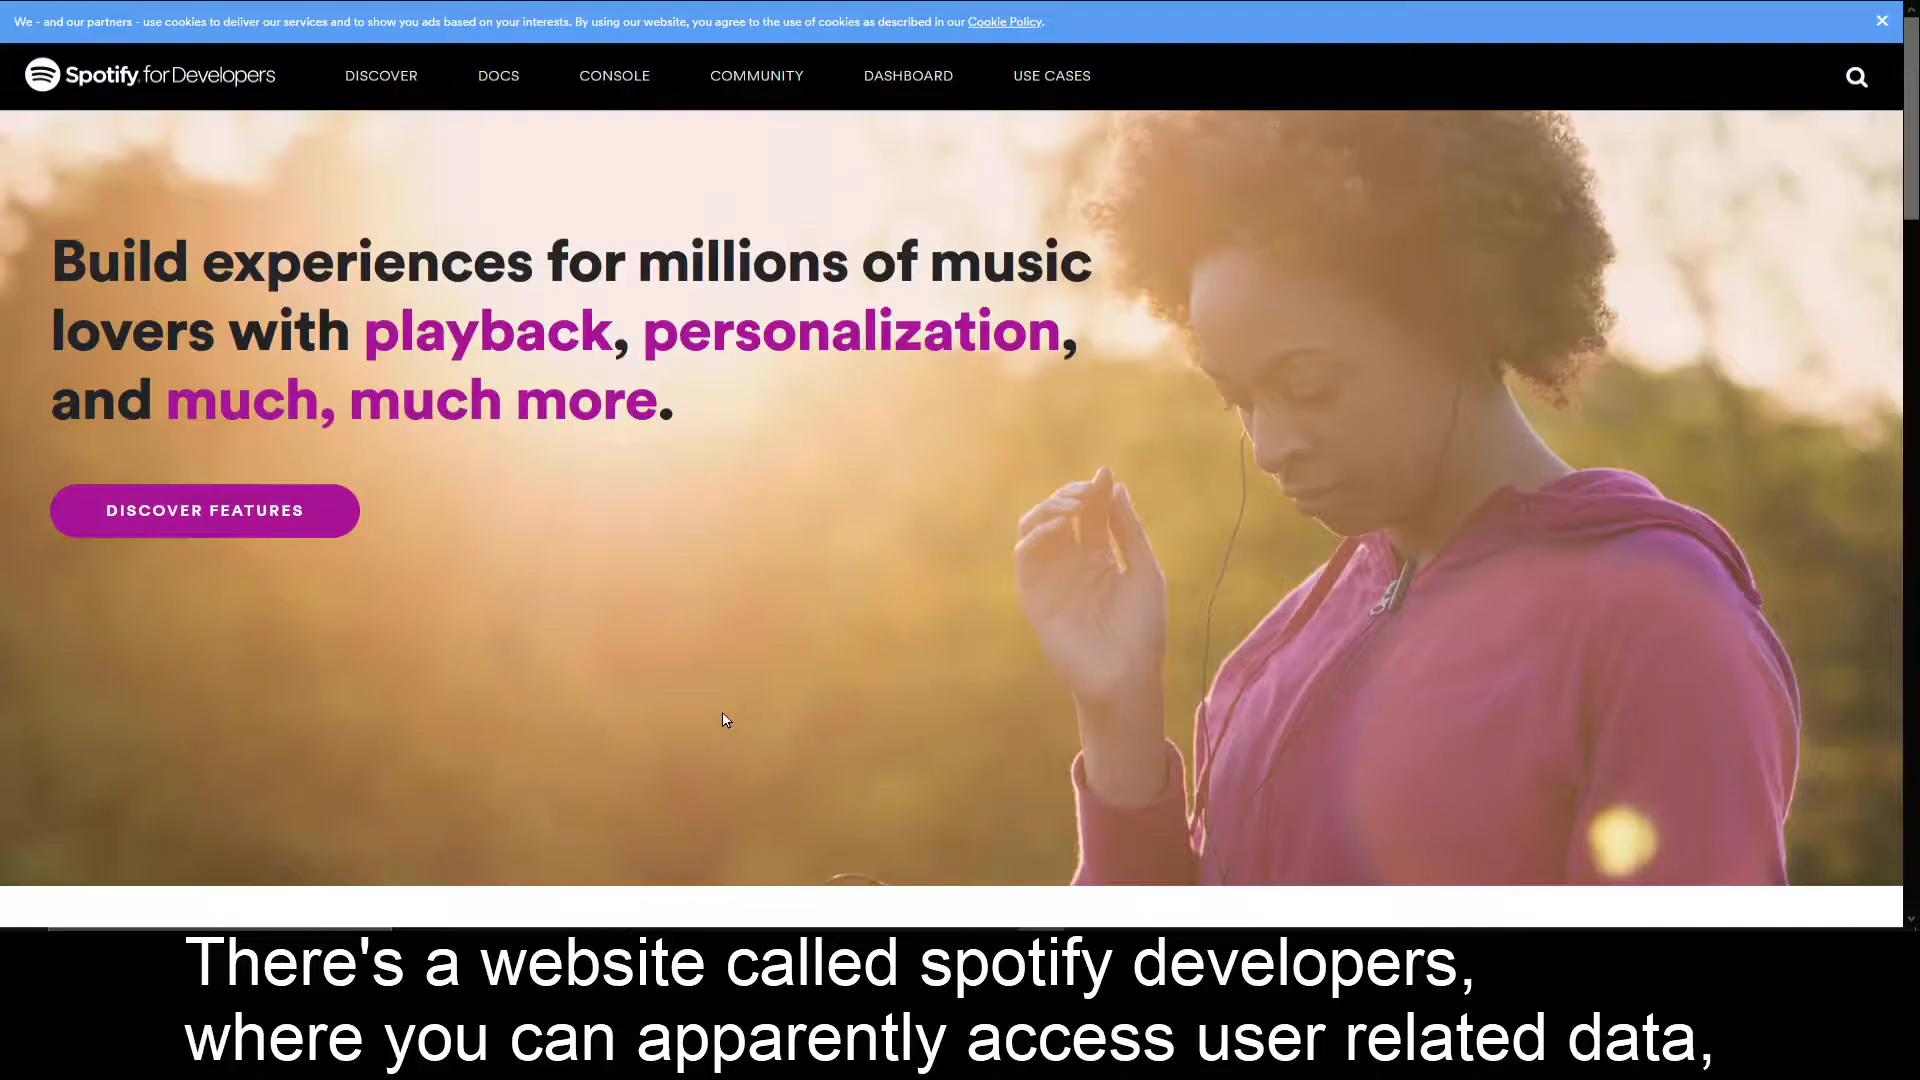 We - and our partners - use cookies to deliver our services and to show you ads based on your interests. By using our website, you agree to the use of cookies as described in our Cookie Policy.
Spotify for Developers DISCOVER DOCS CONSOLE COMMUNITY DASHBOARD USE CASES
Build experiences for millions of music
lovers with playback, personalization,
and much, much more.
DISCOVER FEATURES
There's a website called spotify developers,
where you can apparently access user related data,